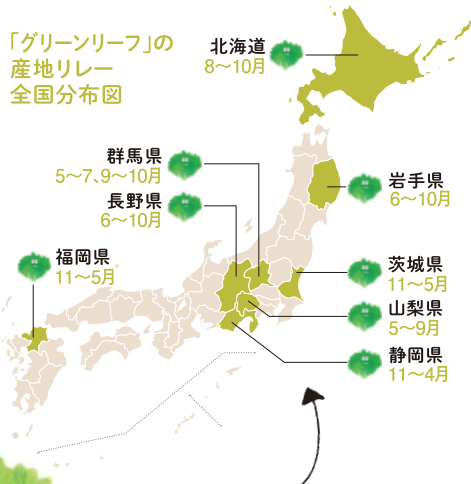 「グリーンリーフ」の
産地リレー
全国分布図
北海道
8〜10月
群馬県
5〜7、9〜10月
長野県
6〜10月
岩手県
6〜10月
福岡県
11〜5月
茨城県
11〜5月
山梨県
5〜9月
静岡県
11〜4月